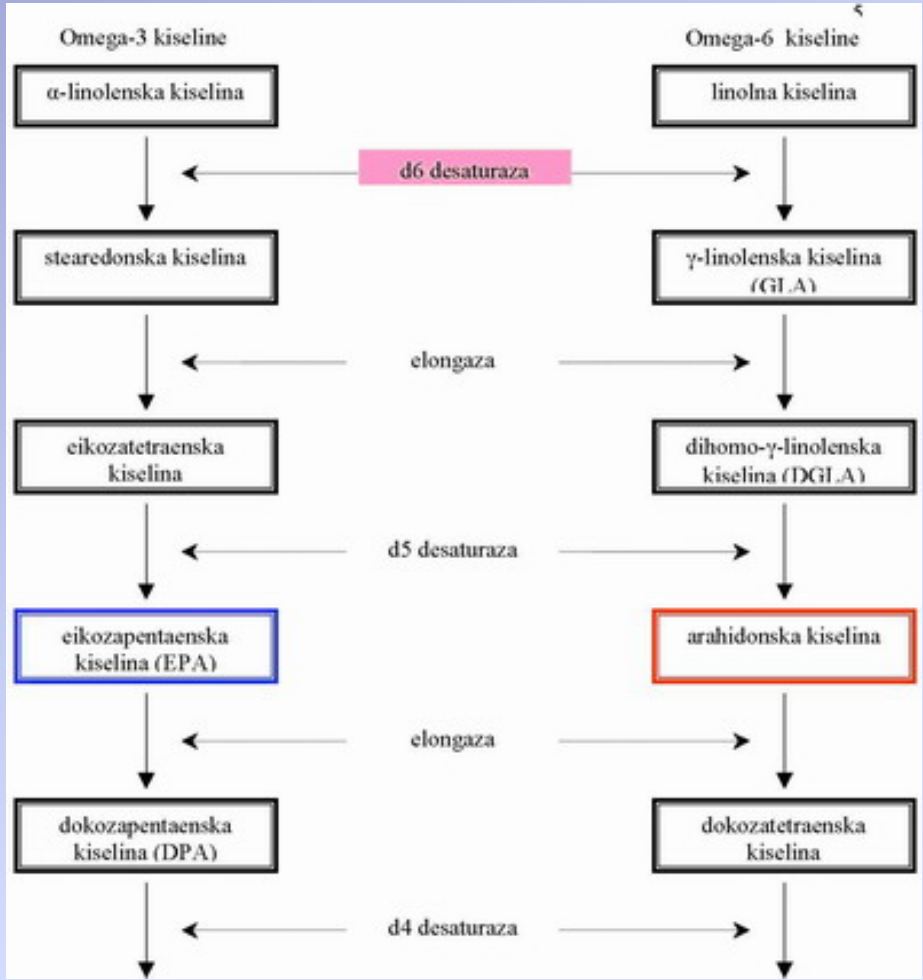 Omega-3 kiseline
Omega-6 kiseline
α-linolenska kiselina
linolna kiselina
d6 desaturaza
stearedonska kiselina
γ-linolenska kiselina
(GLA)
elongaza
eikozatetraenska
kiselina
dihomo-γ-linolenska
kiselina (DGLA)
d5 desaturaza
eikozapentaenska
kiselina (EPA)
arahidonska kiselina
elongaza
dokozapentaenska
kiselina (DPA)
dokozatetraenska
kiselina
d4 desaturaza